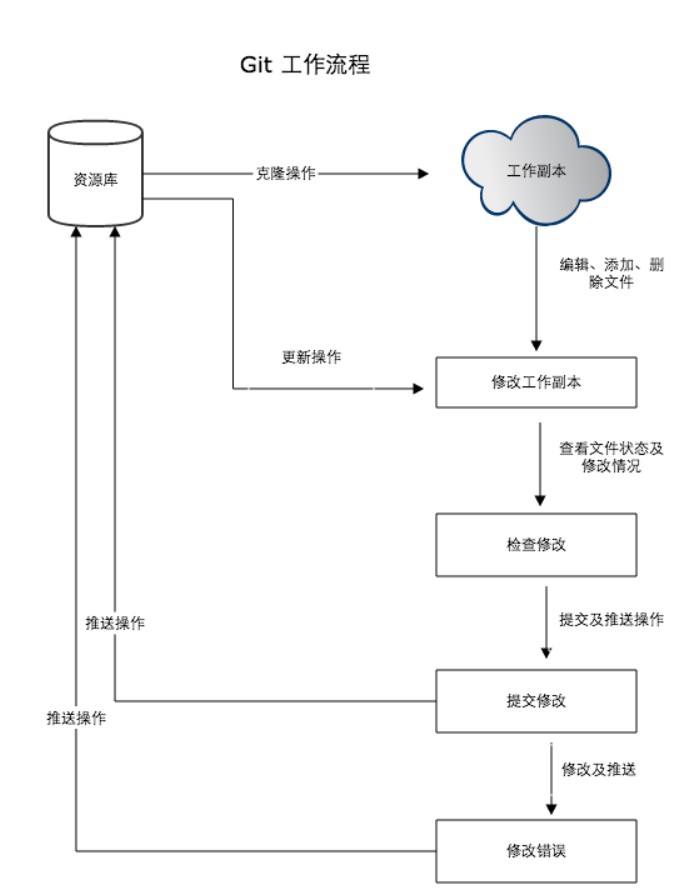 Git 工作流程
资源库
克隆操作
工作副本
编辑、添加、删
除文件
更新操作
修改工作副本
查看文件状态及
修改情况
检查修改
推送操作
提交及推送操作
提交修改
推送操作
修改及推送
修改错误